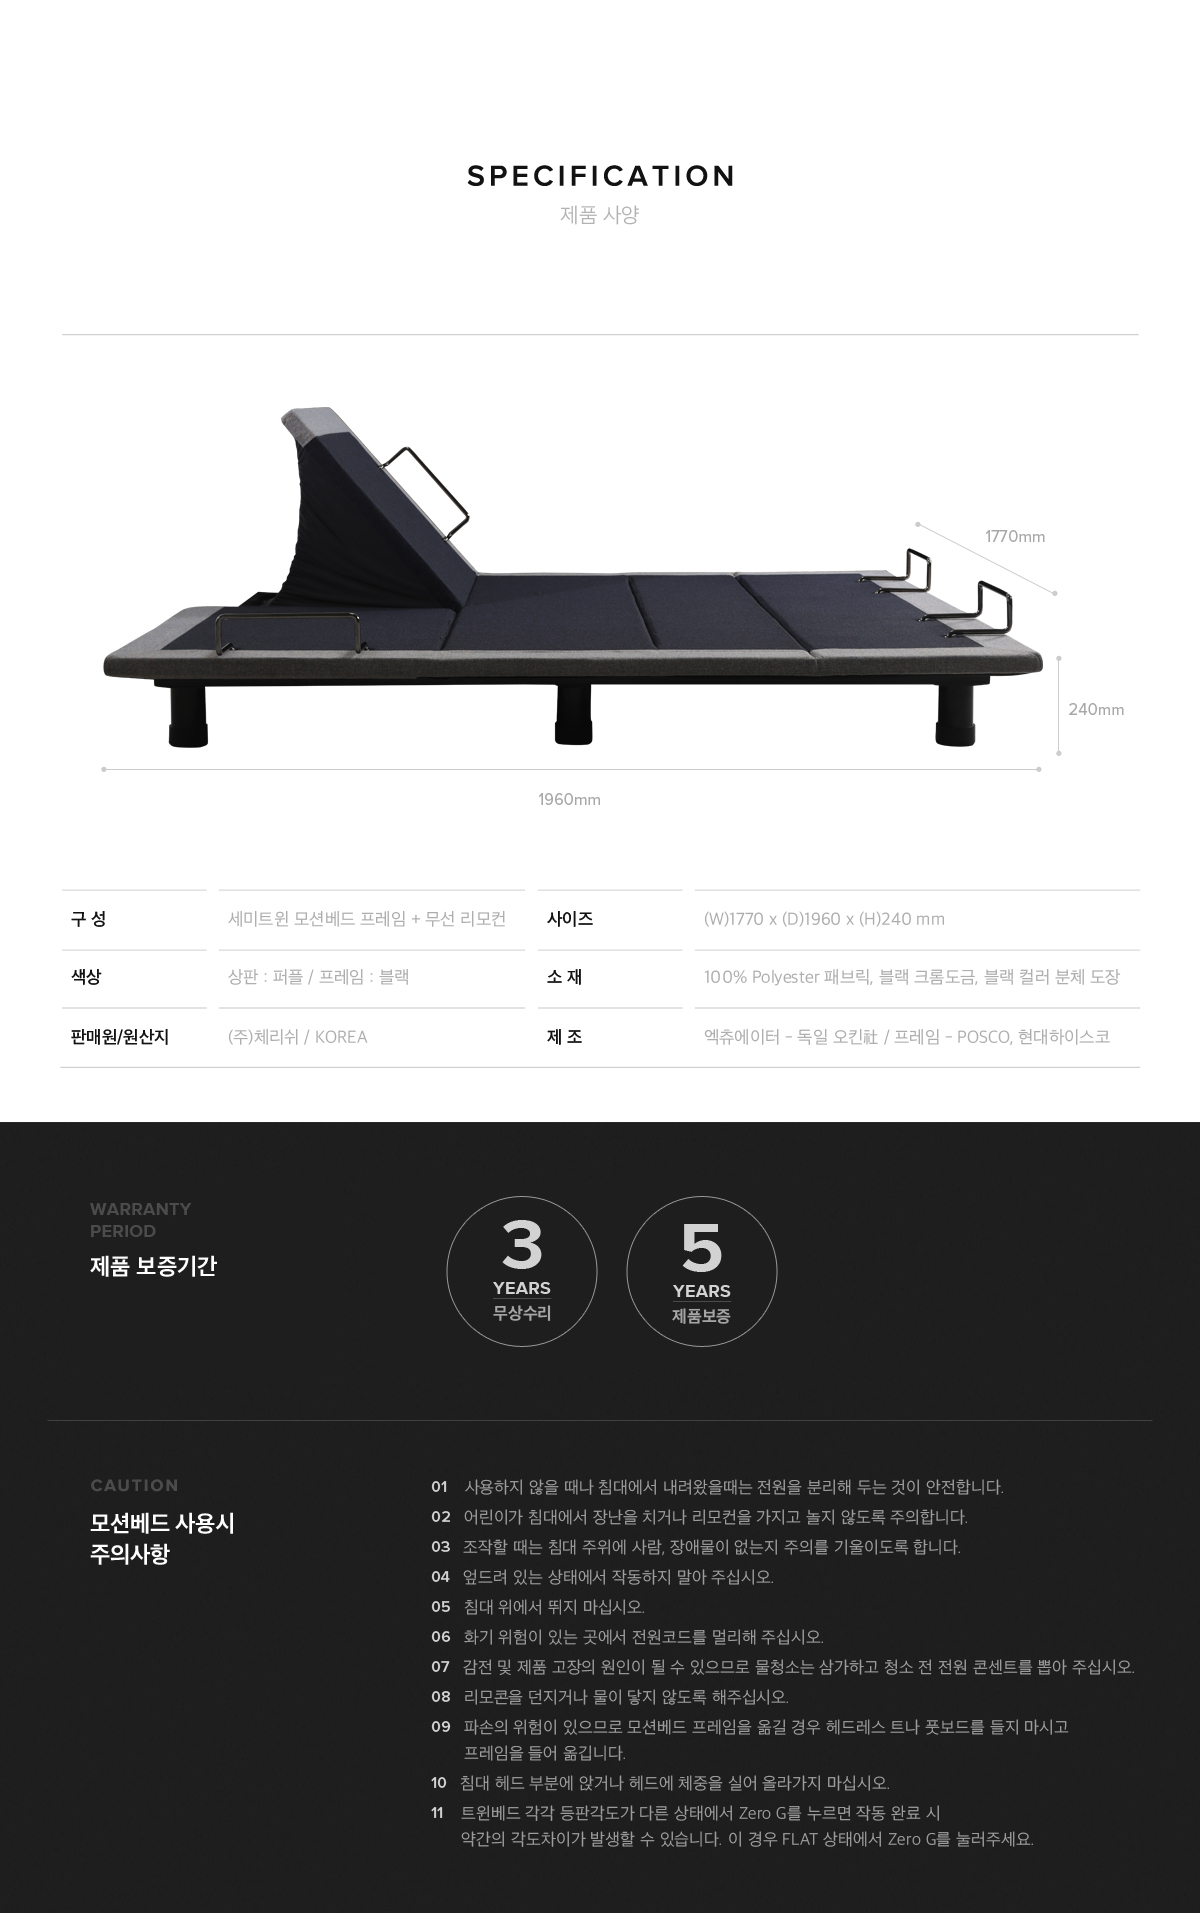 SPECIFICATION
제품 사양
1770mm
240mm
1960mm
구 성 세미트윈 모션베드 프레임 + 무선 리모컨 사이즈 (W)1770 x (D)1960 x (H)240 mm
색상 상판 : 퍼플 / 프레임 : 블랙 소 재 100% Polyester 패브릭, 블랙 크롬도금, 블랙 컬러 분체 도장
판매원/원산지 (주)체리쉬 / KOREA 제 조 엑츄에이터 - 독일 오킨社 / 프레임 - POSCO, 현대하이스코
WARRANTY
PERIOD
제품 보증기간
3
YEARS
무상수리
5
YEARS
제품보증
CAUTION
모션베드 사용시
주의사항
01 사용하지 않을 때나 침대에서 내려왔을때는 전원을 분리해 두는 것이 안전합니다.
02 어린이가 침대에서 장난을 치거나 리모컨을 가지고 놀지 않도록 주의합니다.
03 조작할 때는 침대 주위에 사람, 장애물이 없는지 주의를 기울이도록 합니다.
04 엎드려 있는 상태에서 작동하지 말아 주십시오.
05 침대 위에서 뛰지 마십시오.
06 화기 위험이 있는 곳에서 전원코드를 멀리해 주십시오.
07 감전 및 제품 고장의 원인이 될 수 있으므로 물청소는 삼가하고 청소 전 전원 콘센트를 뽑아 주십시오.
08 리모콘을 던지거나 물이 닿지 않도록 해주십시오.
09 파손의 위험이 있으므로 모션베드 프레임을 옮길 경우 헤드레스 트나 풋보드를 들지 마시고
프레임을 들어 옮깁니다.
10 침대 헤드 부분에 앉거나 헤드에 체중을 실어 올라가지 마십시오.
11 트윈베드 각각 등판각도가 다른 상태에서 Zero G를 누르면 작동 완료 시
약간의 각도차이가 발생할 수 있습니다. 이 경우 FLAT 상태에서 Zero G를 눌러주세요.